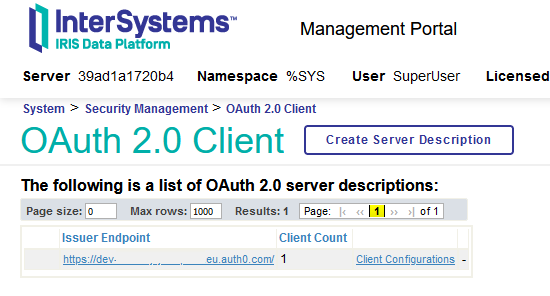 InterSystems™
IRIS Data Platform
Management Portal
Server 39ad1a1720b4 Namespace %SYS User SuperUser Licensed
System > Security Management > OAuth 2.0 Client
OAuth 2.0 Client Create Server Description
The following is a list of OAuth 2.0 server descriptions:
Page size: 0 Max rows: 1000 Results: 1 Page: |< << 1 >> >| of 1
Issuer Endpoint Client Count
https://dev- eu.auth0.com/ 1 Client Configurations -